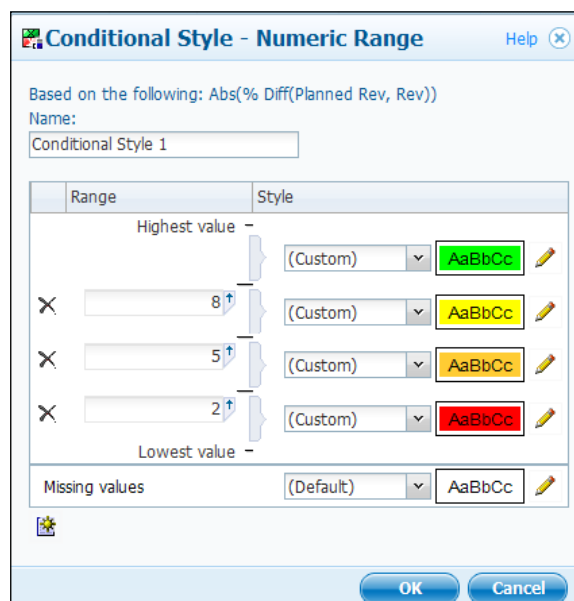 Conditional Style - Numeric Range Help
Based on the following: Abs(% Diff(Planned Rev, Rev))
Name:
Conditional Style 1
Range Style
Highest value
(Custom) AaBbCc
8 (Custom) AaBbCc
5 (Custom) AaBbCc
2 (Custom) AaBbCc
Lowest value
Missing values (Default) AaBbCc
OK Cancel